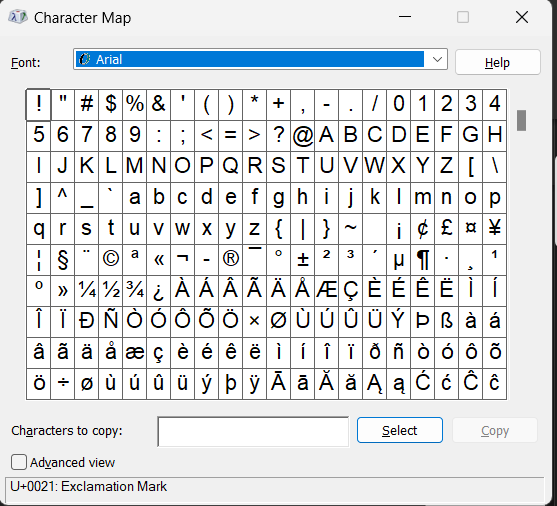 Character Map
Font: Arial Help
! " # $ % & ' ( ) * + , - . / 0 1 2 3 4
5 6 7 8 9 : ; < = > ? @ A B C D E F G H
I J K L M N O P Q R S T U V W X Y Z [ \
] ^ _ ` a b c d e f g h i j k l m n o p
q r s t u v w x y z { | } ~   ¡ ¢ £ ¤ ¥
¦ § ¨ © ª « ¬ - ® ¯ ° ± ² ³ ´ µ ¶ · ¸ ¹
º » ¼ ½ ¾ ¿ À Á Â Ã Ä Å Æ Ç È É Ê Ë Ì Í
Î Ï Ð Ñ Ò Ó Ô Õ Ö × Ø Ù Ú Û Ü Ý Þ ß à á
â ã ä å æ ç è é ê ë ì í î ï ð ñ ò ó ô õ
ö ÷ ø ù ú û ü ý þ ÿ Ā ā Ă ă Ą ą Ć ć Ĉ ĉ
Characters to copy: Select Copy
Advanced view
U+0021: Exclamation Mark